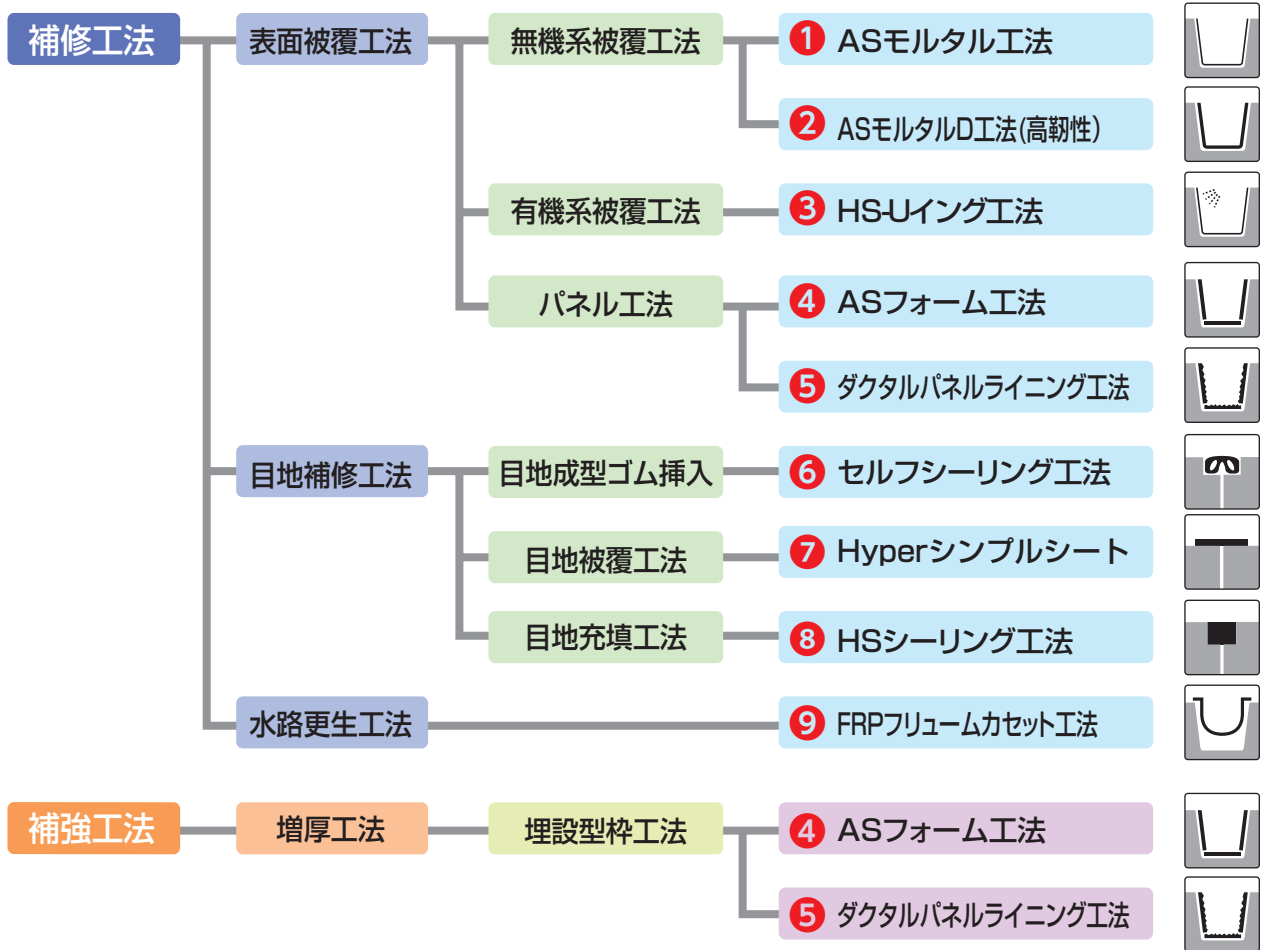 補修工法
表面被覆工法
無機系被覆工法
❶ ASモルタル工法
❷ ASモルタルD工法(高靭性)
有機系被覆工法
❸ HS-Uイング工法
パネル工法
❹ ASフォーム工法
❺ ダクタルパネルライニング工法
目地補修工法
目地成型ゴム挿入
❻ セルフシーリング工法
目地被覆工法
❼ Hyperシンプルシート
目地充填工法
❽ HSシーリング工法
水路更生工法
❾ FRPフリュームカセット工法
補強工法
増厚工法
埋設型枠工法
❹ ASフォーム工法
❺ ダクタルパネルライニング工法